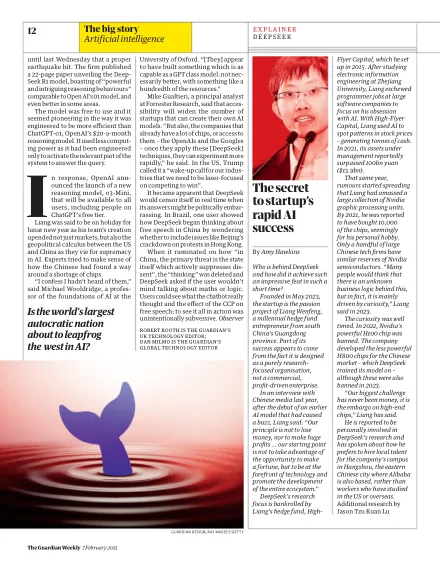 12
The big story
Artificial intelligence
EXPLAINER
DEEPSEEK
until last Wednesday that a proper
earthquake hit. The firm published
a 22-page paper unveiling the Deep-
Seek R1 model, boasting of “powerful
and intriguing reasoning behaviours”
comparable to OpenAI’s o1 model, and
even better in some areas.
The model was free to use and it
seemed pioneering in the way it was
engineered to be more efficient than
ChatGPT-o1, OpenAI’s $20-a-month
reasoning model. It used less comput-
ing power as it had been engineered
only to activate the relevant part of the
system to answer the query.
In response, OpenAI announced
the launch of a new
reasoning model, o3-Mini,
that will be available to all
users, including people on
ChatGPT’s free tier.
Liang was said to be on holiday for
lunar new year as his team’s creation
upended not just markets, but also the
geopolitical calculus between the US
and China as they vie for supremacy
in AI. Experts tried to make sense of
how the Chinese had found a way
around a shortage of chips.
“I confess I hadn’t heard of them,”
said Michael Wooldridge, a profes-
sor of the foundations of AI at the
Is the world’s largest
autocratic nation
about to leapfrog
the west in AI?
University of Oxford. “[They] appear
to have built something which is as
capable as a GPT class model, not nec-
essarily better, with something like a
hundredth of the resources.”
Mike Gualtieri, a principal analyst
at Forrester Research, said that acces-
sibility will widen the number of
startups that can create their own AI
models. “But also, the companies that
already have a lot of chips, or access to
them – the OpenAIs and the Googles
– once they apply these [DeepSeek]
techniques, they can experiment more
rapidly,” he said. In the US, Trump
called it a “wake-up call for our indus-
tries that we need to be laser-focused
on competing to win”.
It became apparent that DeepSeek
would censor itself in real time when
its answers might be politically embar-
rassing. In Brazil, one user showed
how DeepSeek began thinking about
free speech in China by wondering
whether to include issues like Beijing’s
crackdown on protests in Hong Kong.
When it ruminated on how “in
China, the primary threat is the state
itself which actively suppresses dis-
sent”, the “thinking” was deleted and
DeepSeek asked if the user wouldn’t
mind talking about maths or logic.
Users could see what the chatbot really
thought and the effect of the CCP on
free speech; to see it all in action was
unintentionally subversive. Observer
ROBERT BOOTH IS THE GUARDIAN’S
UK TECHNOLOGY EDITOR;
DAN MILMO IS THE GUARDIAN’S
GLOBAL TECHNOLOGY EDITOR
GUARDIAN DESIGN; RAY MASSEY/GETTY
The secret
to startup’s
rapid AI
success
By Amy Hawkins
Who is behind DeepSeek
and how did it achieve such
an impressive feat in such a
short time?
Founded in May 2023,
the startup is the passion
project of Liang Wenfeng,
a millennial hedge fund
entrepreneur from south
China’s Guangdong
province. Part of its
success appears to come
from the fact it is designed
as a purely research-
focused organisation,
not a commercial,
profit-driven enterprise.
In an interview with
Chinese media last year,
after the debut of an earlier
AI model that had caused
a buzz, Liang said: “Our
principle is not to lose
money, nor to make huge
profits ... our starting point
is not to take advantage of
the opportunity to make
a fortune, but to be at the
forefront of technology and
promote the development
of the entire ecosystem.”
DeepSeek’s research
focus is bankrolled by
Liang’s hedge fund, High-
Flyer Capital, which he set
up in 2015. After studying
electronic information
engineering at Zhejiang
University, Liang eschewed
programmer jobs at large
software companies to
focus on his obsession
with AI. With High-Flyer
Capital, Liang used AI to
spot patterns in stock prices
– generating tonnes of cash.
In 2021, its assets under
management reportedly
surpassed 100bn yuan
($13.9bn).
That same year,
rumours started spreading
that Liang had amassed a
large collection of Nvidia
graphic processing units.
By 2021, he was reported
to have bought 10,000
of the chips, seemingly
for his personal hobby.
Only a handful of large
Chinese tech firms have
similar reserves of Nvidia
semiconductors. “Many
people would think that
there is an unknown
business logic behind this,
but in fact, it is mainly
driven by curiosity,” Liang
said in 2023.
The curiosity was well
timed. In 2022, Nvidia’s
powerful H100 chip was
banned. The company
developed the less powerful
H800 chips for the Chinese
market – which DeepSeek
trained its model on –
although these were also
banned in 2023.
“Our biggest challenge
has never been money, it is
the embargo on high-end
chips,” Liang has said.
He is reported to be
personally involved in
DeepSeek’s research and
has spoken about how he
prefers to hire local talent
for the company’s campus
in Hangzhou, the eastern
Chinese city where Alibaba
is also based, rather than
workers who have studied
in the US or overseas.
Additional research by
Jason Tzu Kuan Lu
The Guardian Weekly 7 February 2025